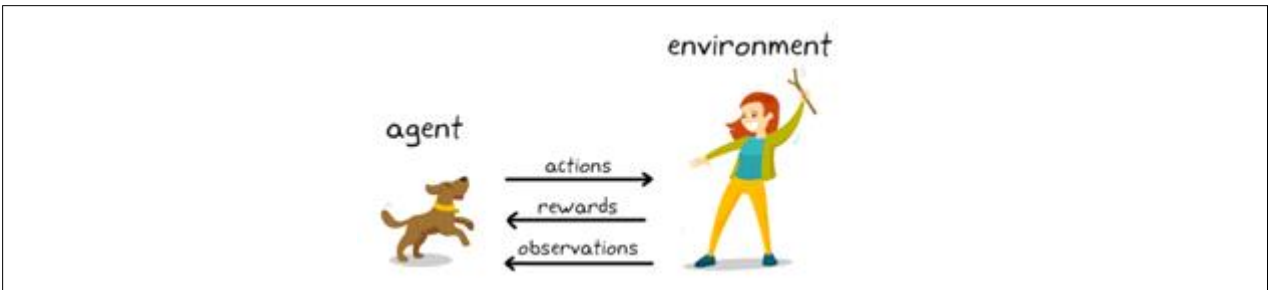 environment
agent
actions
rewards
observations